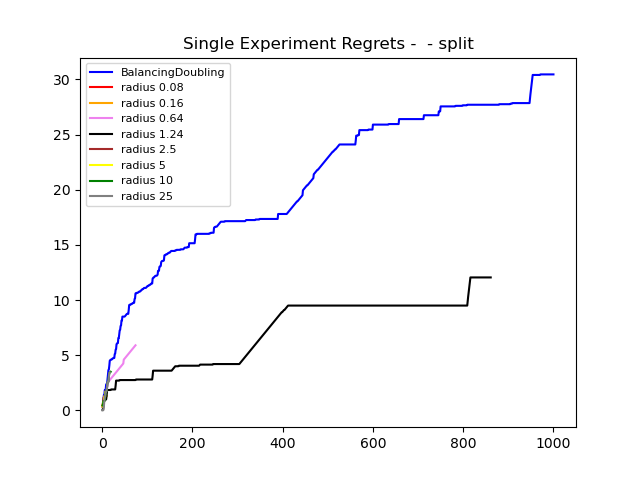 Single Experiment Regrets -  - split
BalancingDoubling
radius 0.08
radius 0.16
radius 0.64
radius 1.24
radius 2.5
radius 5
radius 10
radius 25
30
25
20
15
10
5
0
0 200 400 600 800 1000